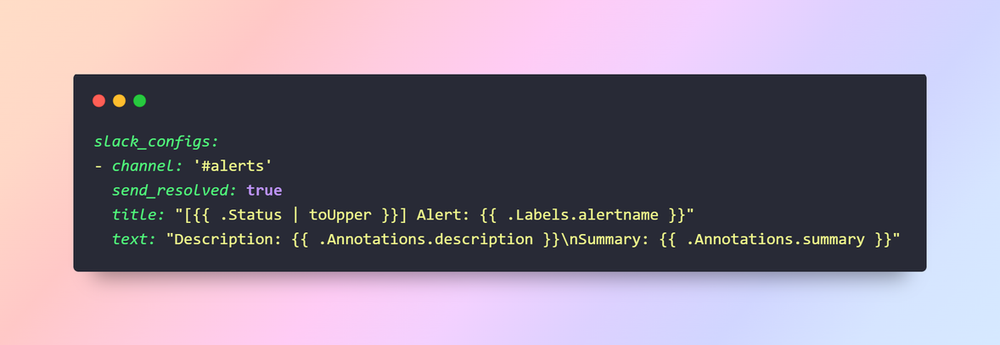 slack_configs:
- channel: '#alerts'
  send_resolved: true
  title: "[{{ .Status | toUpper }}] Alert: {{ .Labels.alertname }}"
  text: "Description: {{ .Annotations.description }}\nSummary: {{ .Annotations.summary }}"